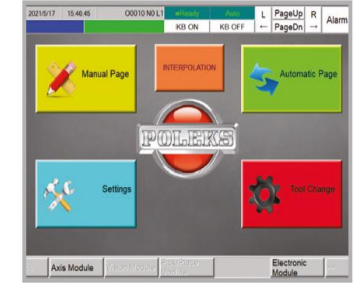 2021/5/17 15:46:45 O0010 N0 L1 Ready Auto L PageUp R Alarm
KB ON KB OFF ← PageDn →
Manual Page
INTERPOLATION
Automatic Page
POLEKS
Settings
Tool Change
Axis Module
Electronic
Module